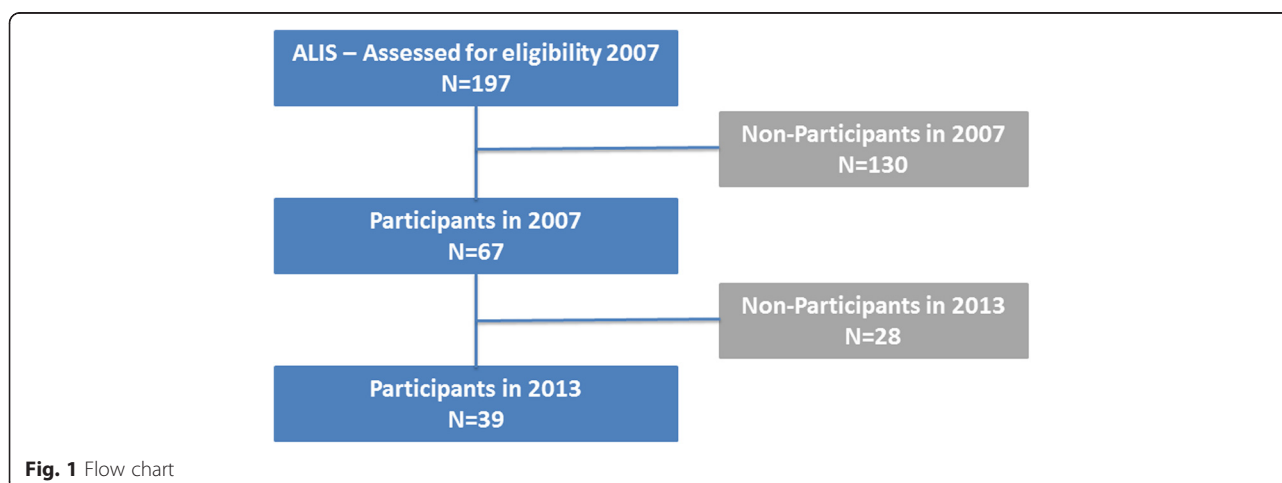 ALIS – Assessed for eligibility 2007
N=197
Non-Participants in 2007
N=130
Participants in 2007
N=67
Non-Participants in 2013
N=28
Participants in 2013
N=39
Fig. 1 Flow chart